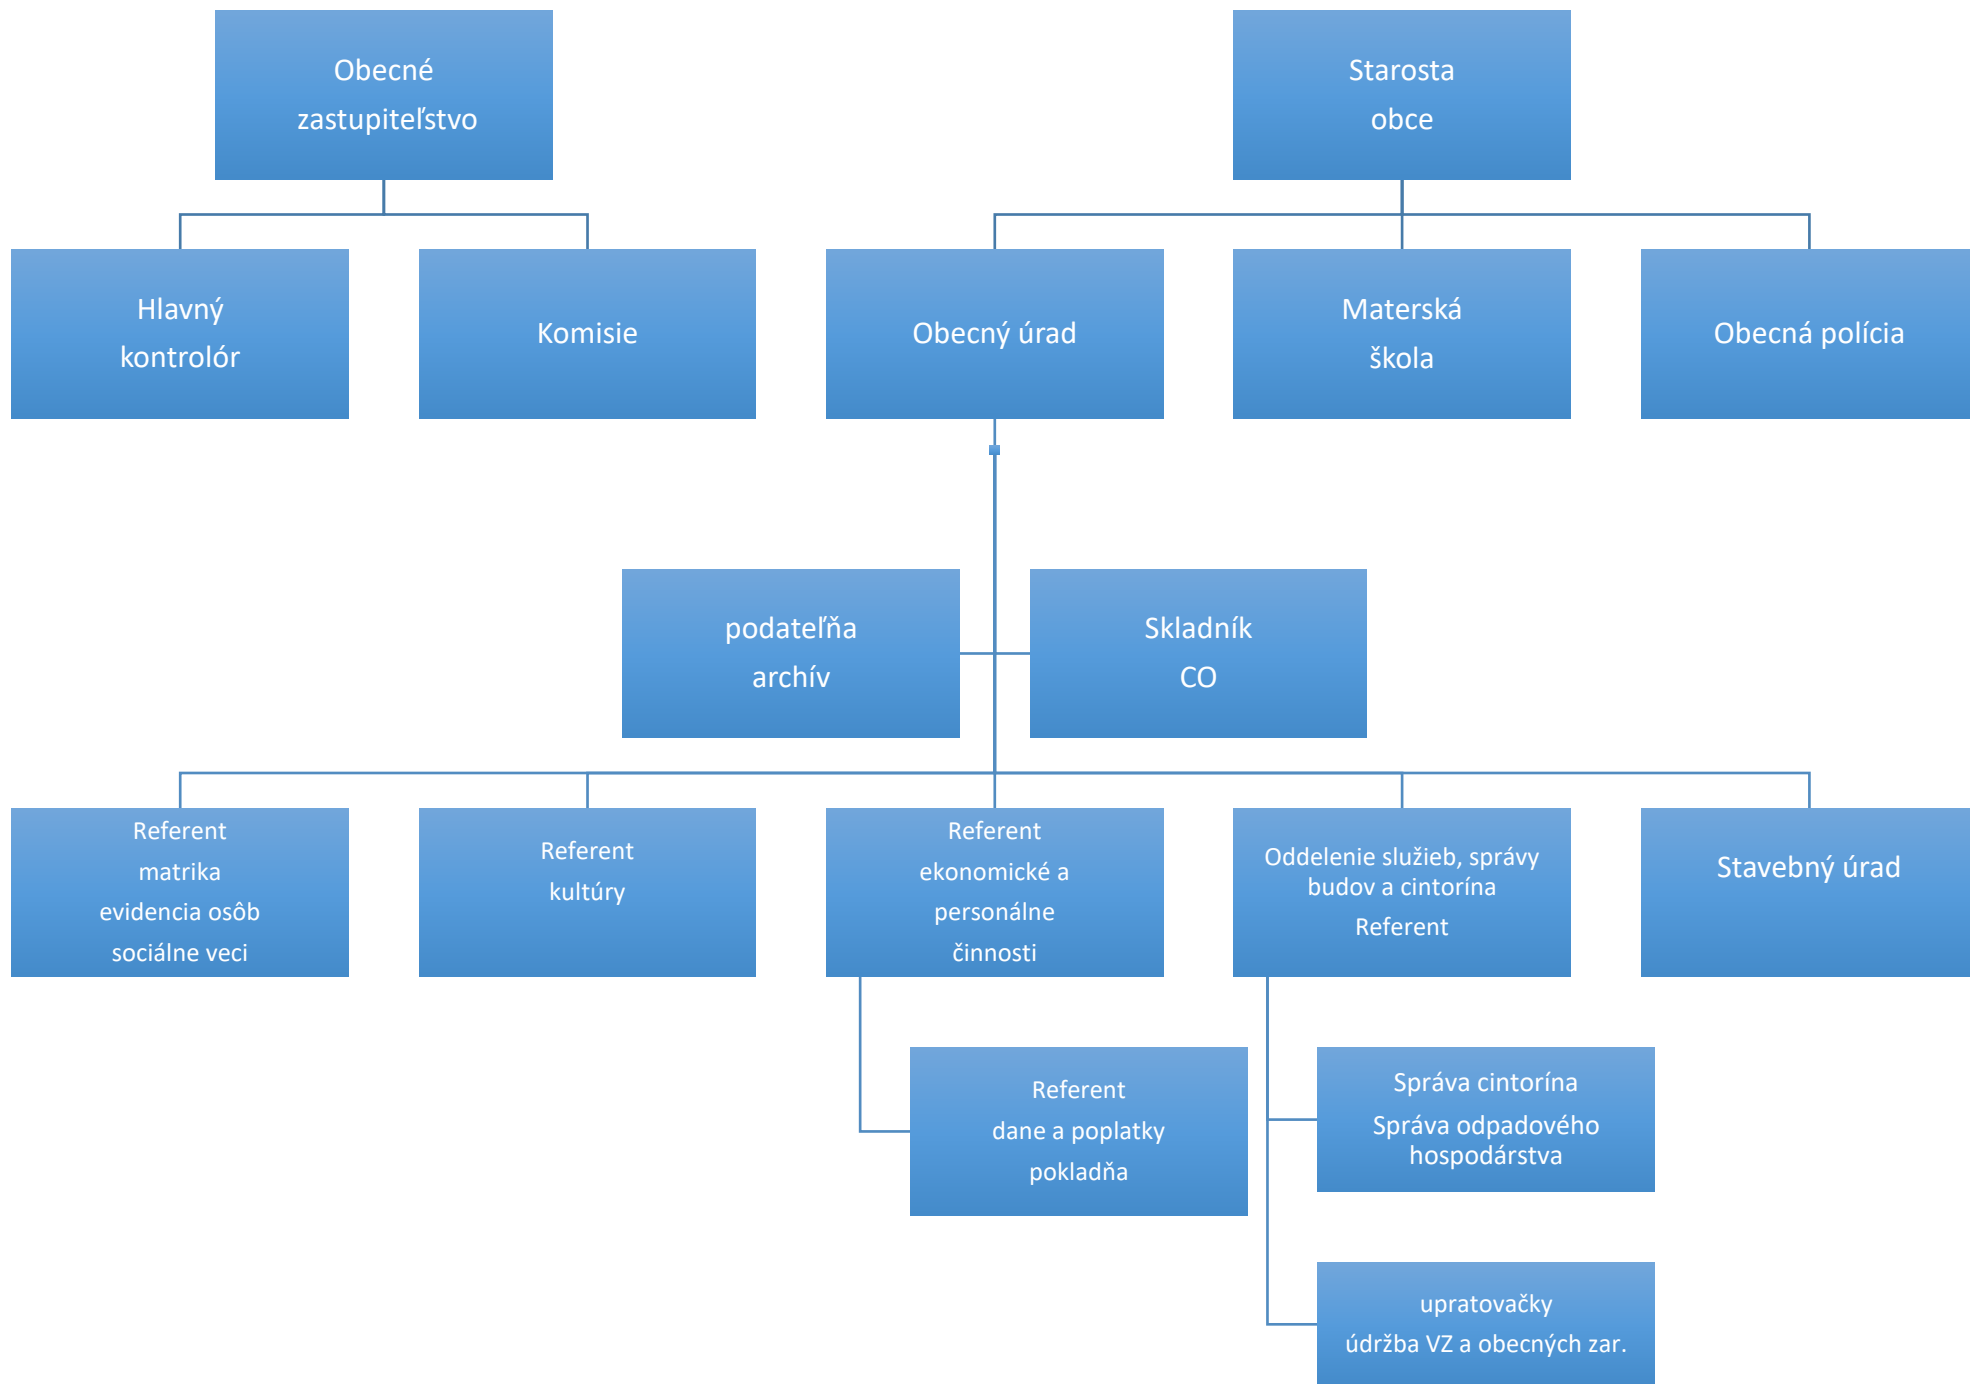 Obecné
zastupiteľstvo
Starosta
obce
Hlavný
kontrolór
Komisie
Obecný úrad
Materská
škola
Obecná polícia
podateľňa
archív
Skladník
CO
Referent
matrika
evidencia osôb
sociálne veci
Referent
kultúry
Referent
ekonomické a
personálne
činnosti
Oddelenie služieb, správy
budov a cintorína
Referent
Stavebný úrad
Referent
dane a poplatky
pokladňa
Správa cintorína
Správa odpadového
hospodárstva
upratovačky
údržba VZ a obecných zar.